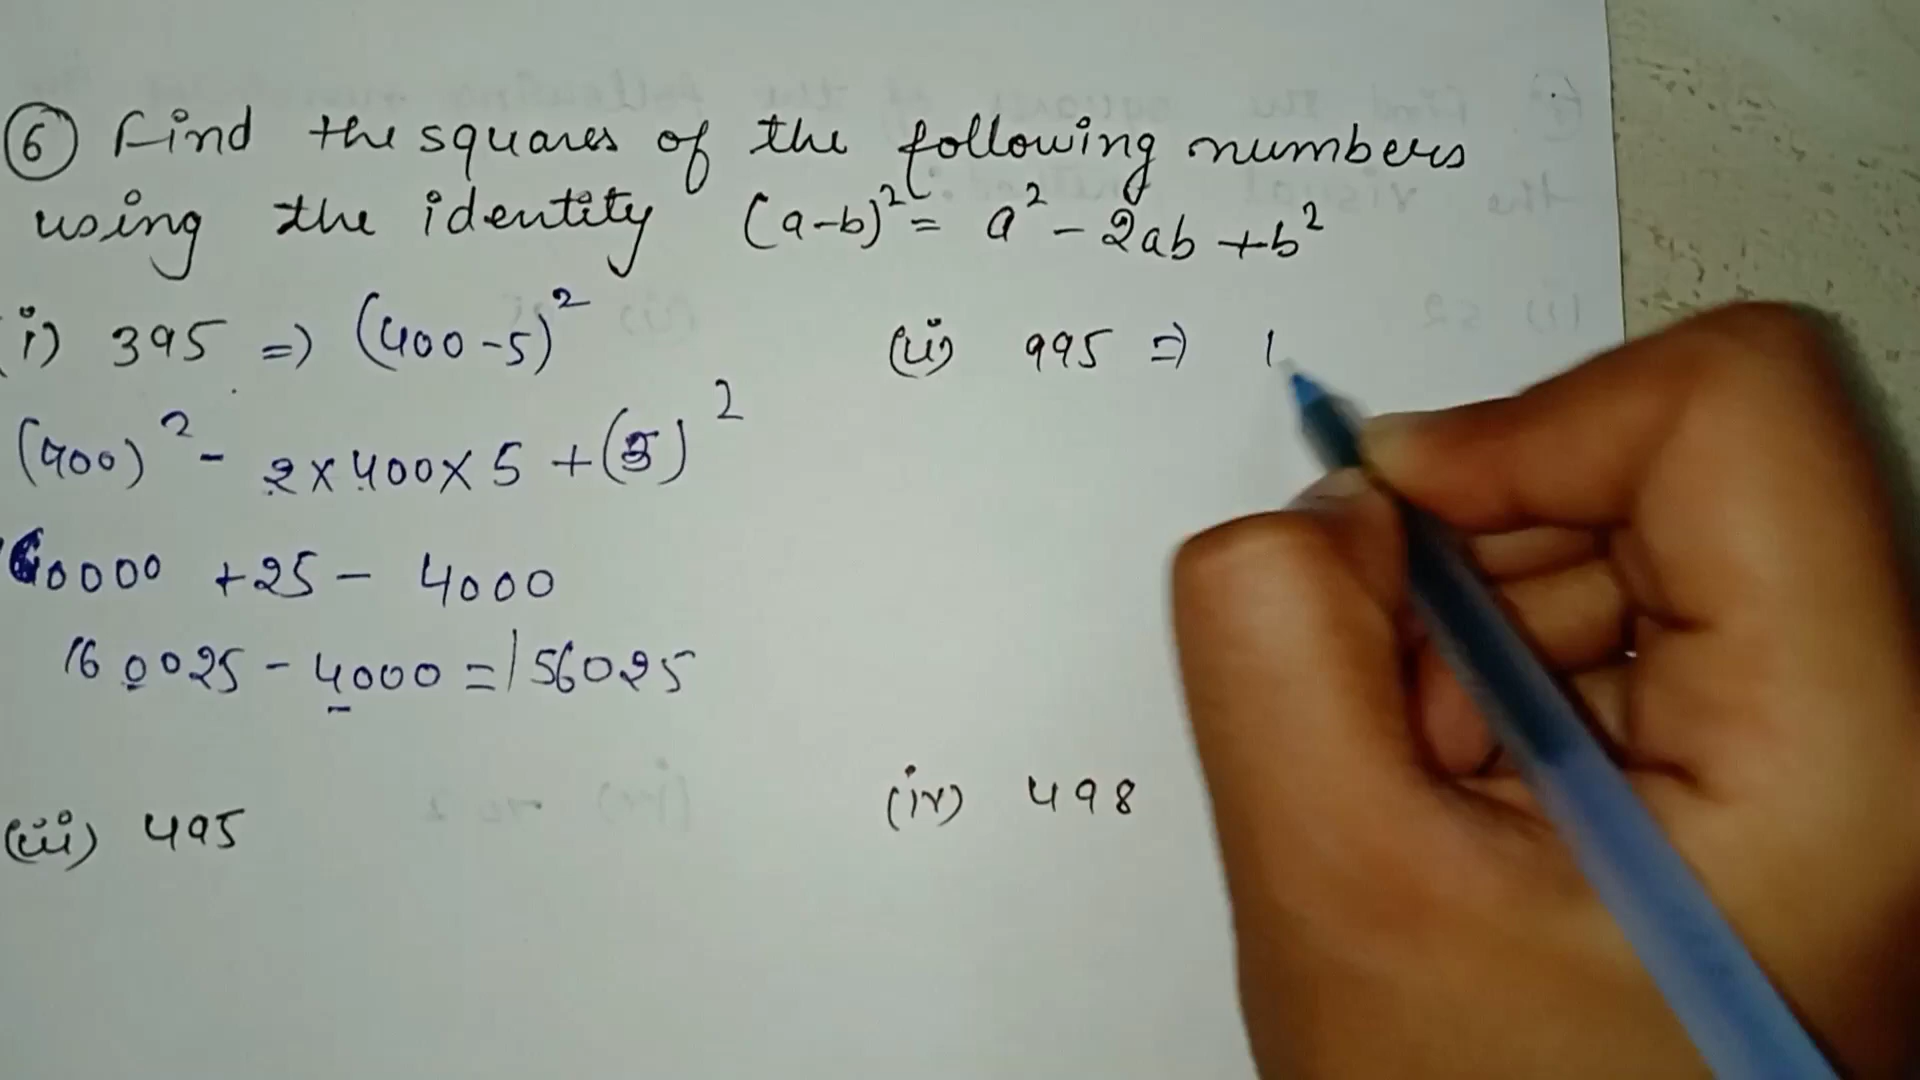 ⑥ Find the squares of the following numbers
using the identity (a-b)² = a² - 2ab + b²
(i) 395 => (400-5)²
(ii) 995 => 1
(400)² - 2×400×5 + (5)²
0000 +25 - 4000
160025 - 4000 = 156025
(iii) 495
(iv) 498